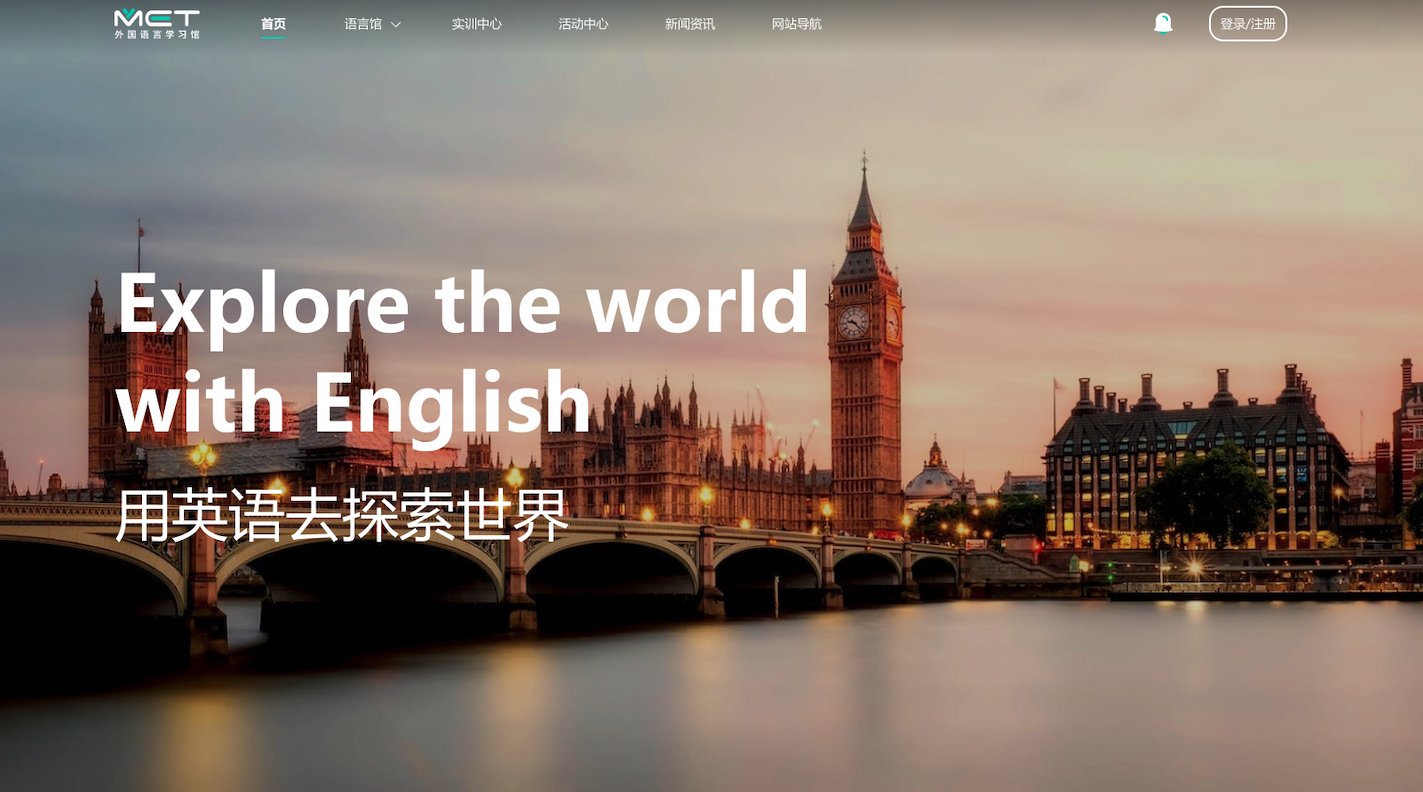 MET
外国语言学习馆
首页
语言馆
实训中心
活动中心
新闻资讯
网站导航
登录/注册
Explore the world
with English
用英语去探索世界